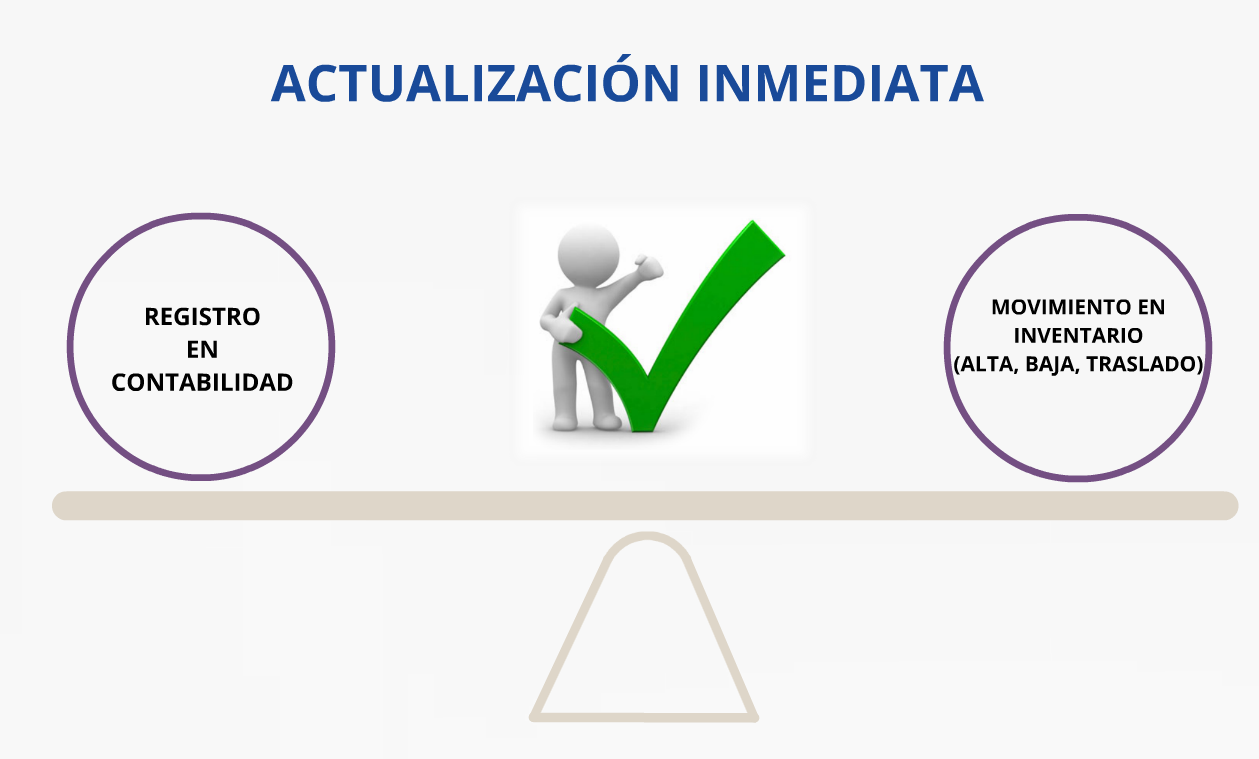 ACTUALIZACIÓN INMEDIATA
REGISTRO
EN
CONTABILIDAD
MOVIMIENTO EN
INVENTARIO
(ALTA, BAJA, TRASLADO)